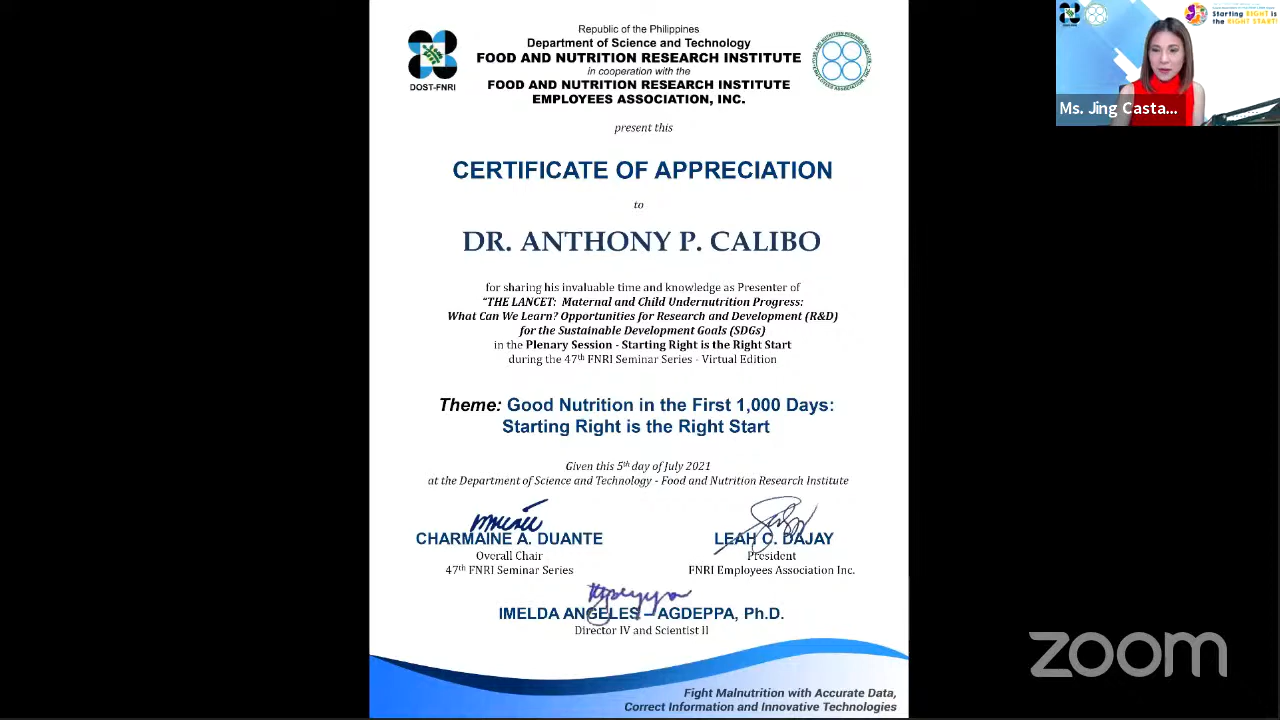 Republic of the Philippines
Department of Science and Technology
FOOD AND NUTRITION RESEARCH INSTITUTE
in cooperation with the
FOOD AND NUTRITION RESEARCH INSTITUTE
EMPLOYEES ASSOCIATION, INC.
DOST-FNRI
present this
CERTIFICATE OF APPRECIATION
to
DR. ANTHONY P. CALIBO
for sharing his invaluable time and knowledge as Presenter of
“THE LANCET: Maternal and Child Undernutrition Progress:
What Can We Learn? Opportunities for Research and Development (R&D)
for the Sustainable Development Goals (SDGs)
in the Plenary Session - Starting Right is the Right Start
during the 47th FNRI Seminar Series - Virtual Edition
Theme: Good Nutrition in the First 1,000 Days:
Starting Right is the Right Start
Given this 5th day of July 2021
at the Department of Science and Technology - Food and Nutrition Research Institute
CHARMAINE A. DUANTE
Overall Chair
47th FNRI Seminar Series
LEAH C. DAJAY
President
FNRI Employees Association Inc.
IMELDA ANGELES – AGDEPPA, Ph.D.
Director IV and Scientist II
Fight Malnutrition with Accurate Data,
Correct Information and Innovative Technologies
Starting RIGHT is
the RIGHT START!
Ms. Jing Casta...
zoom